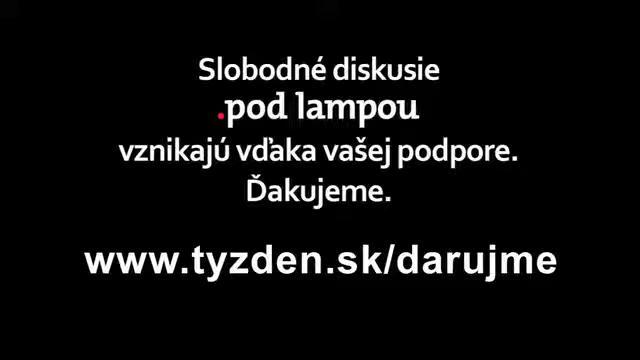 Slobodné diskusie
.pod lampou
vznikajú vďaka vašej podpore.
Ďakujeme.
www.tyzden.sk/darujme